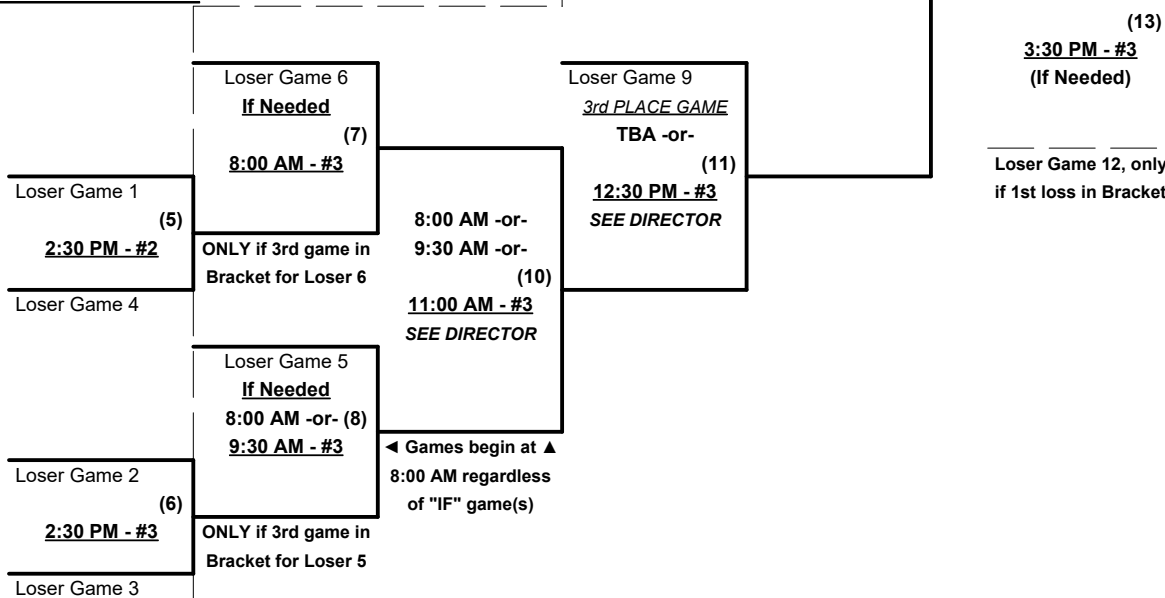 (13)
3:30 PM - #3
(If Needed)
Loser Game 12, only
if 1st loss in Bracket
Loser Game 6
If Needed
(7)
8:00 AM - #3
Loser Game 9
3rd PLACE GAME
TBA -or-
(11)
12:30 PM - #3
SEE DIRECTOR
Loser Game 1
(5)
2:30 PM - #2
Loser Game 4
ONLY if 3rd game in
Bracket for Loser 6
8:00 AM -or-
9:30 AM -or-
(10)
11:00 AM - #3
SEE DIRECTOR
Loser Game 5
If Needed
8:00 AM -or- (8)
9:30 AM - #3
◄ Games begin at ▲
8:00 AM regardless
of "IF" game(s)
Loser Game 2
(6)
2:30 PM - #3
Loser Game 3
ONLY if 3rd game in
Bracket for Loser 5